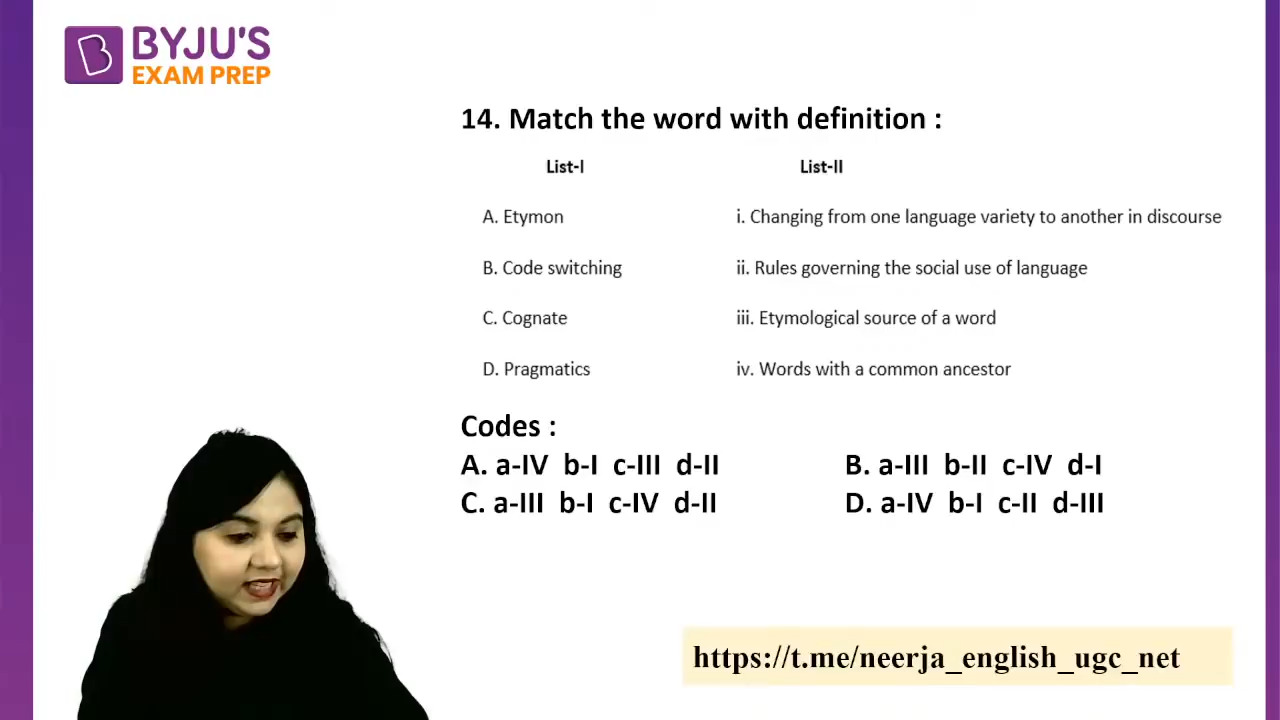 BYJU'S
EXAM PREP
14. Match the word with definition :
List-I List-II
A. Etymon i. Changing from one language variety to another in discourse
B. Code switching ii. Rules governing the social use of language
C. Cognate iii. Etymological source of a word
D. Pragmatics iv. Words with a common ancestor
Codes :
A. a-IV b-I c-III d-II B. a-III b-II c-IV d-I
C. a-III b-I c-IV d-II D. a-IV b-I c-II d-III
https://t.me/neerja_english_ugc_net